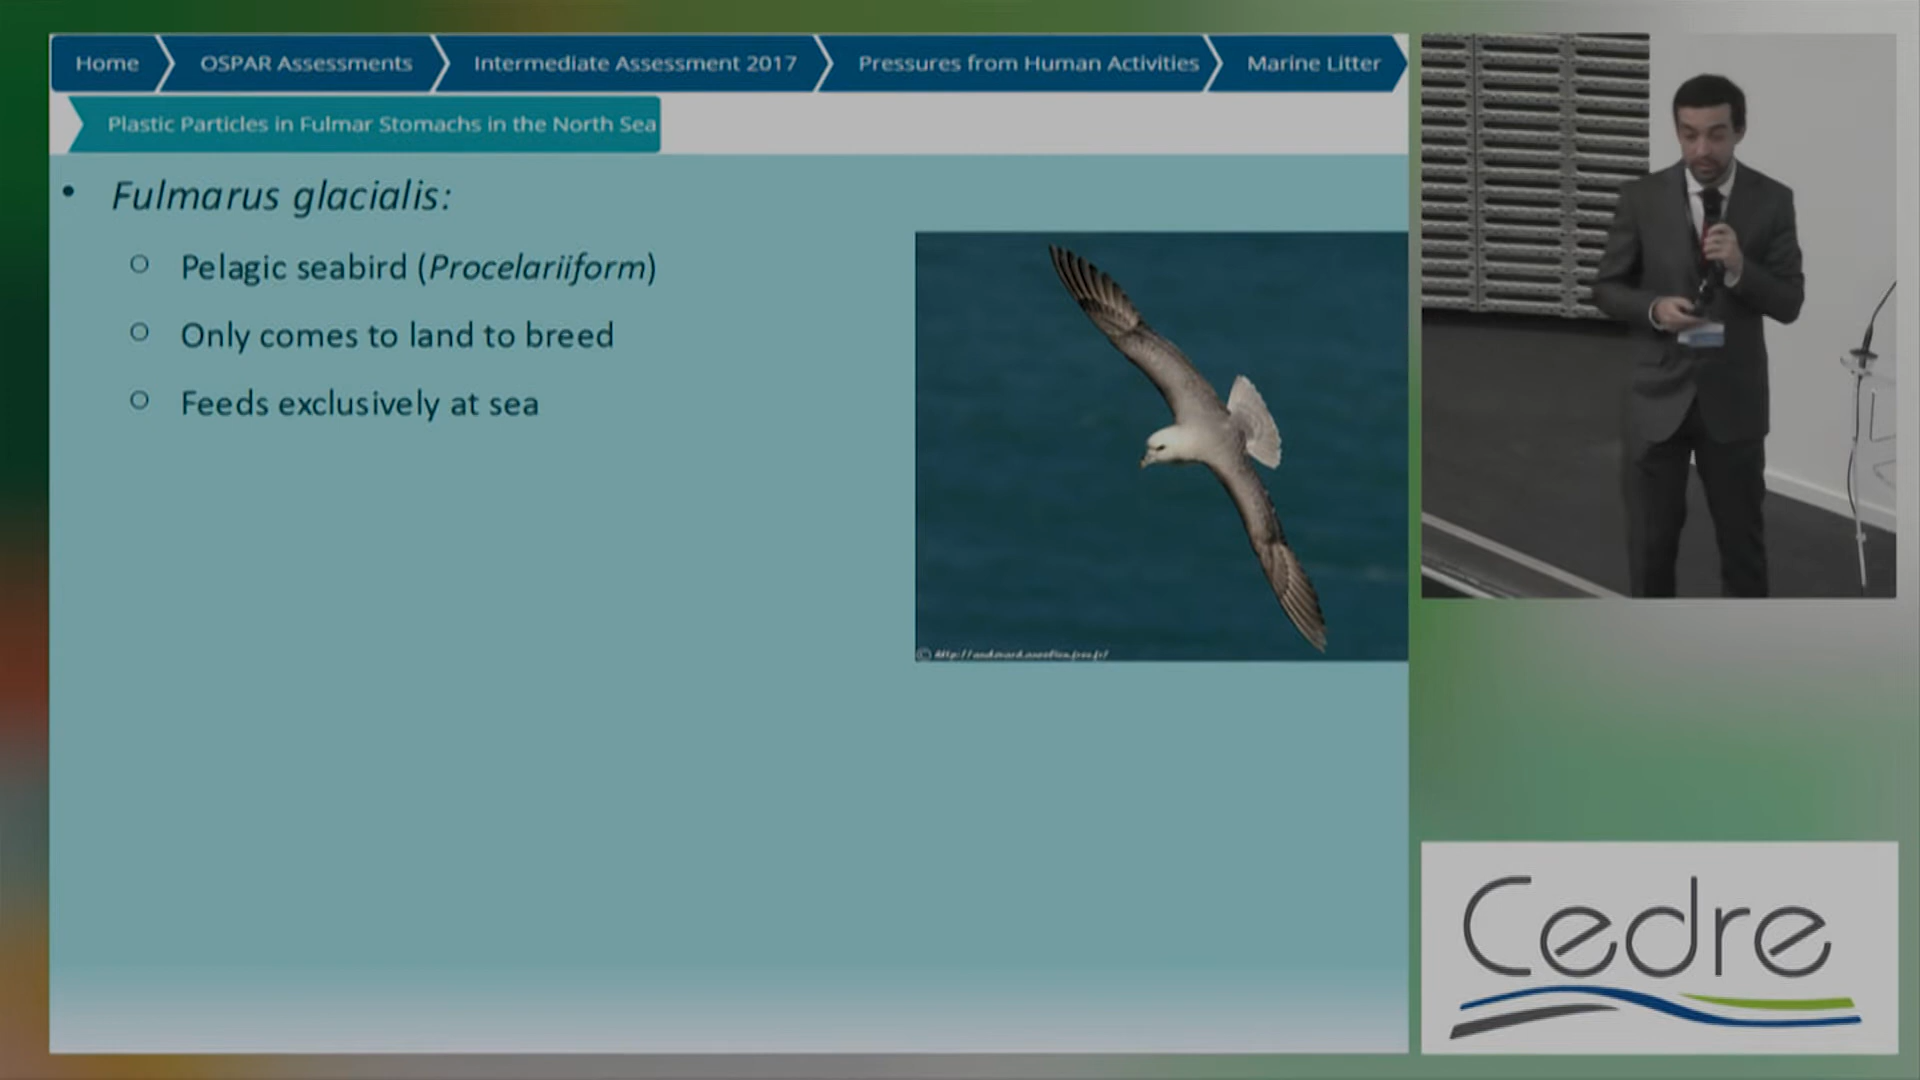 Home
OSPAR Assessments
Intermediate Assessment 2017
Pressures from Human Activities
Marine Litter
Plastic Particles in Fulmar Stomachs in the North Sea
• Fulmarus glacialis:
○ Pelagic seabird (Procelariiform)
○ Only comes to land to breed
○ Feeds exclusively at sea
Cedre